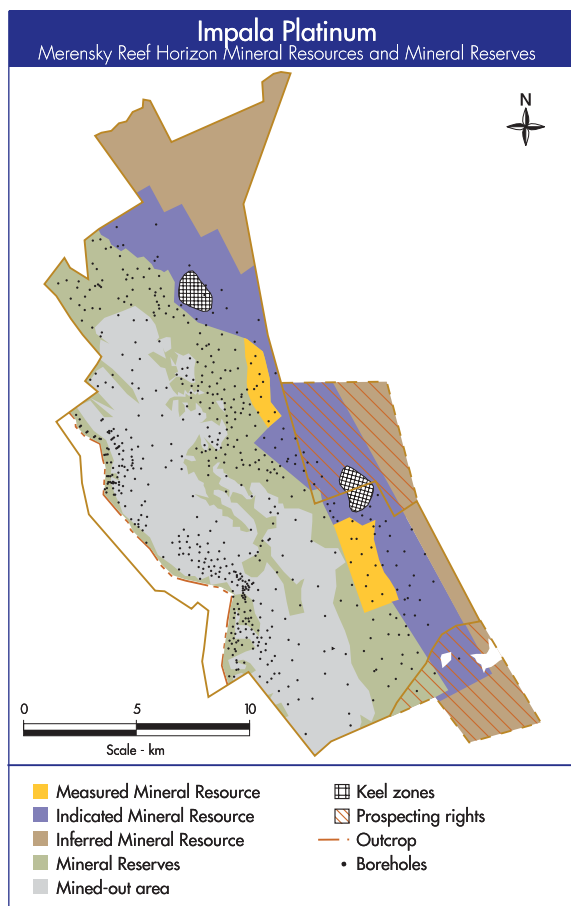 Impala Platinum
Merensky Reef Horizon Mineral Resources and Mineral Reserves
N
0 5 10
Scale - km
Measured Mineral Resource
Indicated Mineral Resource
Inferred Mineral Resource
Mineral Reserves
Mined-out area
Keel zones
Prospecting rights
Outcrop
Boreholes